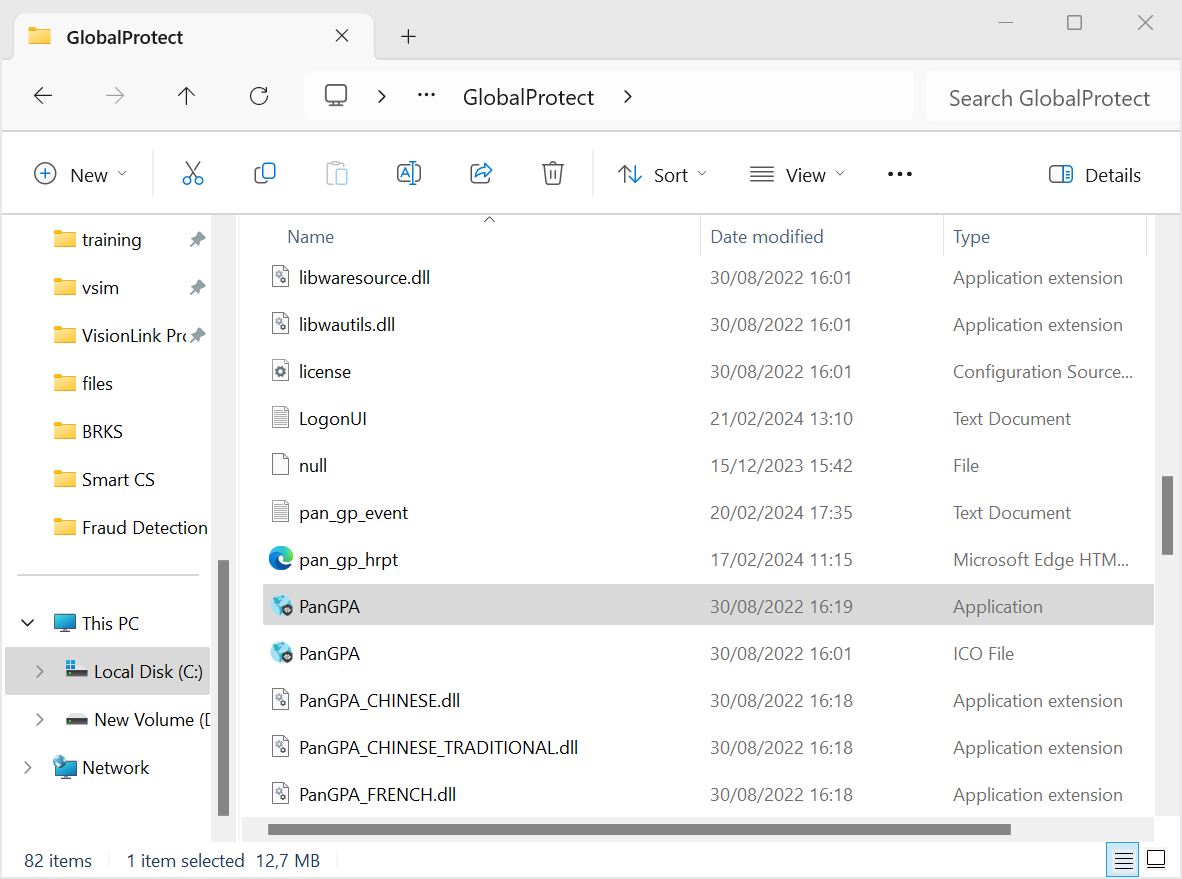 GlobalProtect
GlobalProtect
Search GlobalProtect
New
Sort
View
Details
training
vsim
VisionLink Pro
files
BRKS
Smart CS
Fraud Detection
This PC
Local Disk (C:)
New Volume (D
Network
Name Date modified Type
libwaresource.dll 30/08/2022 16:01 Application extension
libwautils.dll 30/08/2022 16:01 Application extension
license 30/08/2022 16:01 Configuration Source...
LogonUI 21/02/2024 13:10 Text Document
null 15/12/2023 15:42 File
pan_gp_event 20/02/2024 17:35 Text Document
pan_gp_hrpt 17/02/2024 11:15 Microsoft Edge HTM...
PanGPA 30/08/2022 16:19 Application
PanGPA 30/08/2022 16:01 ICO File
PanGPA_CHINESE.dll 30/08/2022 16:18 Application extension
PanGPA_CHINESE_TRADITIONAL.dll 30/08/2022 16:18 Application extension
PanGPA_FRENCH.dll 30/08/2022 16:18 Application extension
82 items 1 item selected 12,7 MB